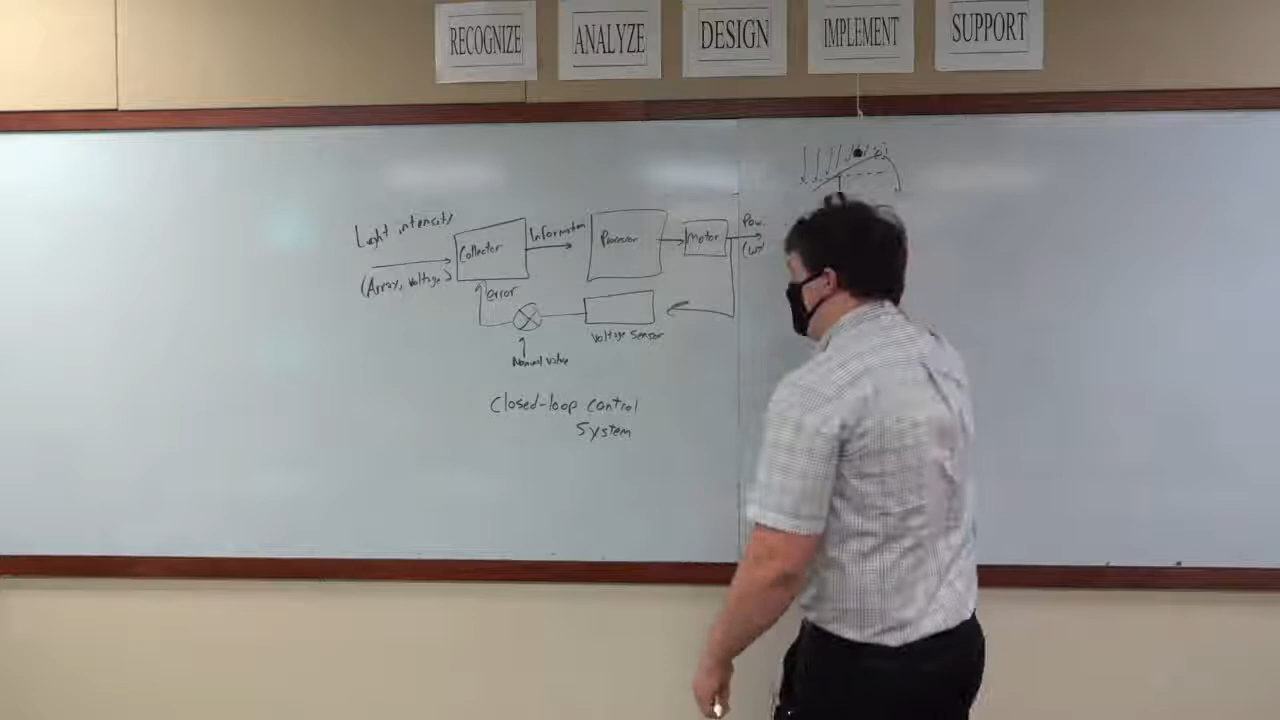 RECOGNIZE
ANALYZE
DESIGN
IMPLEMENT
SUPPORT
Light intensity
(Array, Voltage)
Collector
Information
Processor
Motor
Pow
error
Voltage Sensor
Nominal value
Closed-loop control
System